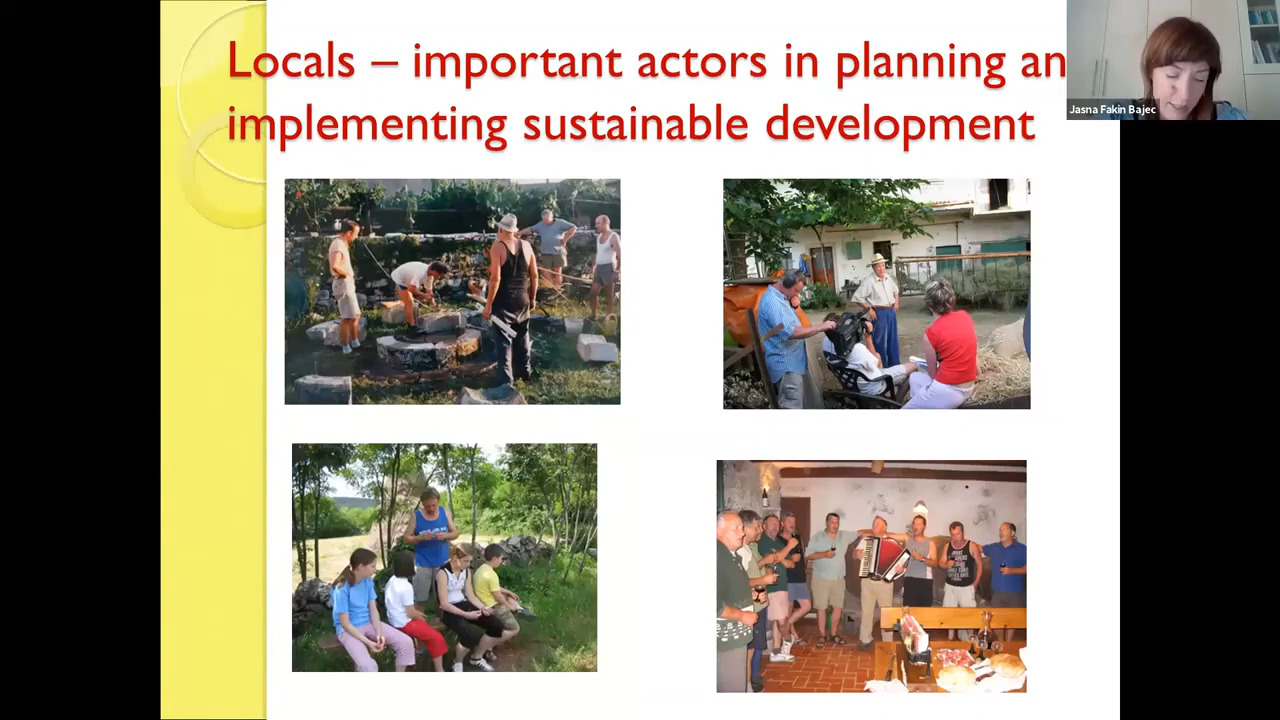 Locals – important actors in planning an
implementing sustainable development
Jasna Fakin Bajec